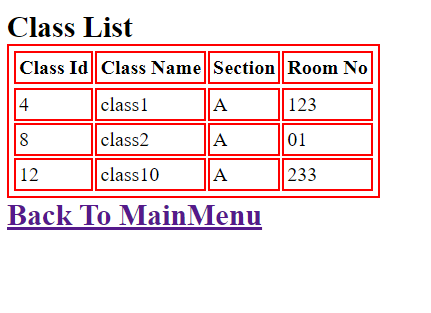 Class List
Class Id Class Name Section Room No
4 class1 A 123
8 class2 A 01
12 class10 A 233
Back To MainMenu